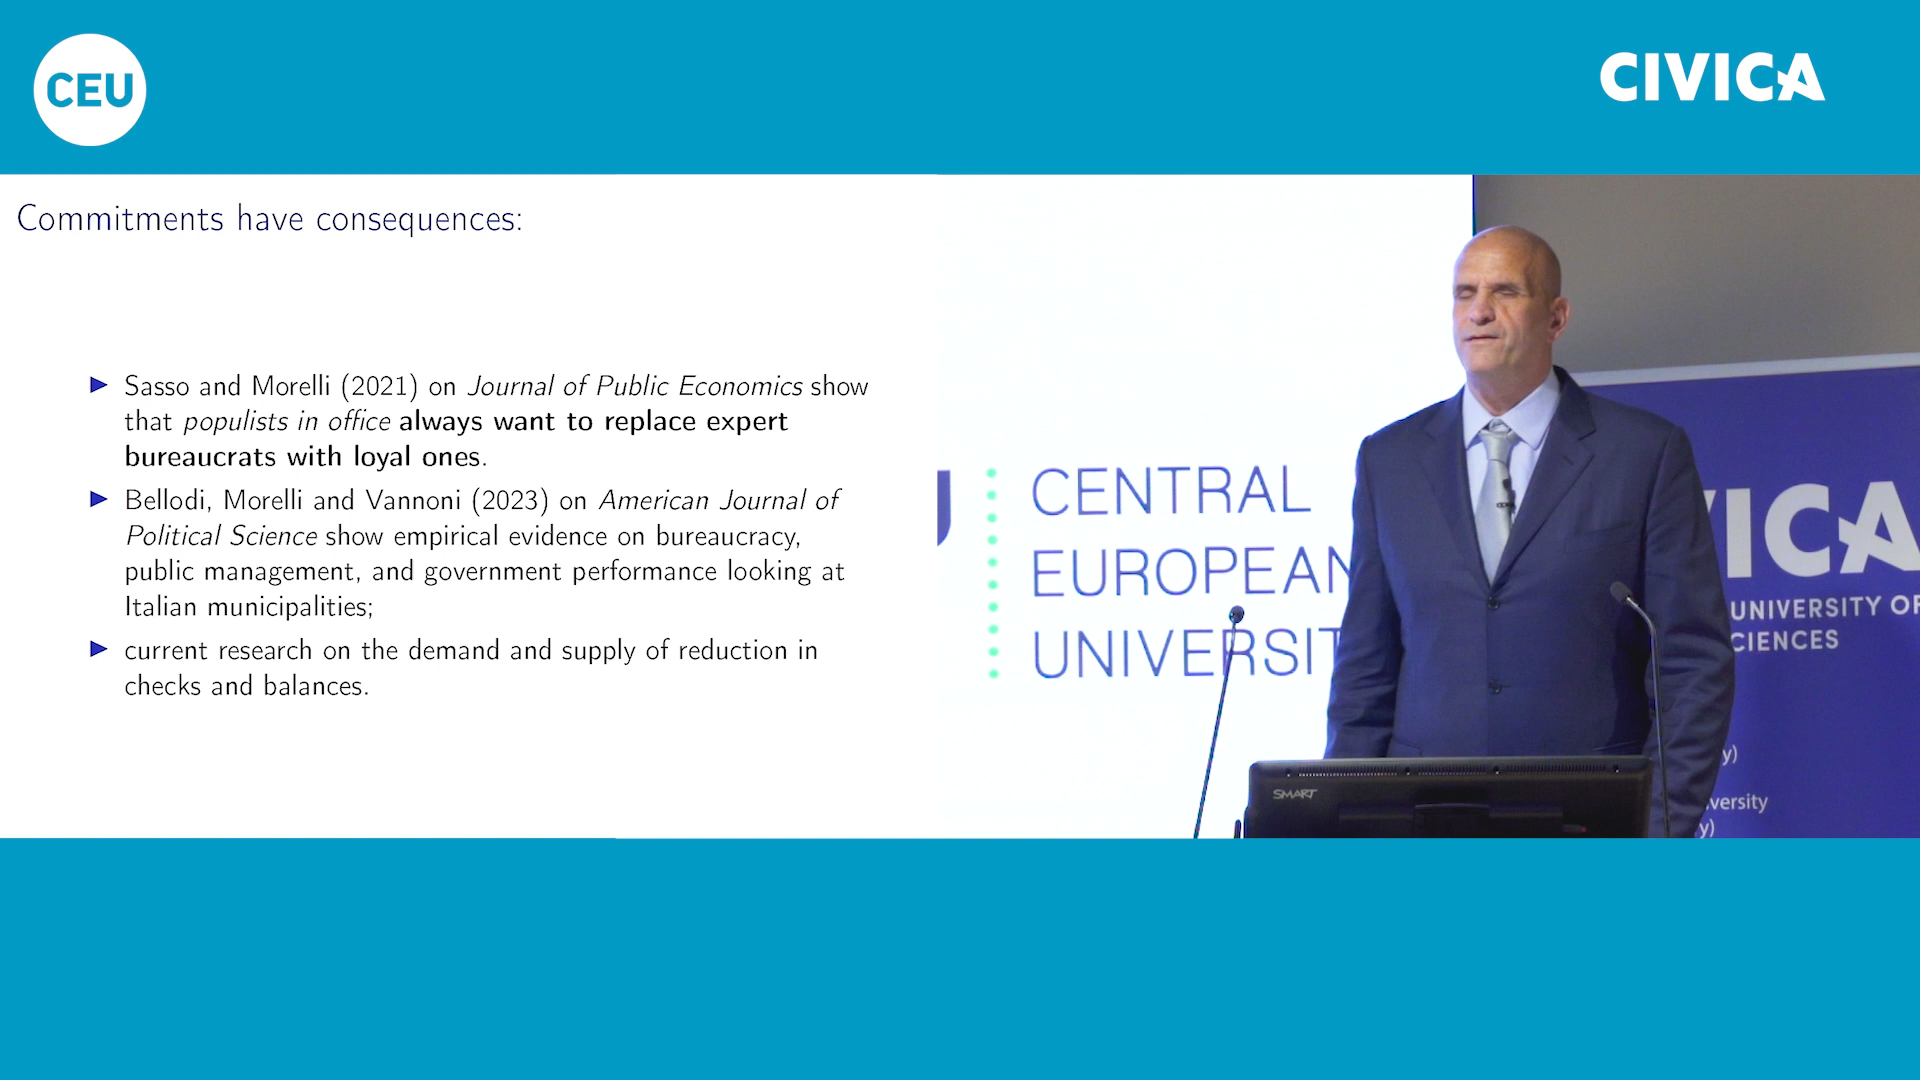 CEU
CIVICA
Commitments have consequences:
▶ Sasso and Morelli (2021) on Journal of Public Economics show
that populists in office always want to replace expert
bureaucrats with loyal ones.
▶ Bellodi, Morelli and Vannoni (2023) on American Journal of
Political Science show empirical evidence on bureaucracy,
public management, and government performance looking at
Italian municipalities;
▶ current research on the demand and supply of reduction in
checks and balances.
CENTRAL
EUROPEAN
UNIVERSIT
VICA
UNIVERSITY OF
CIENCES
y)
versity
y)
SMART